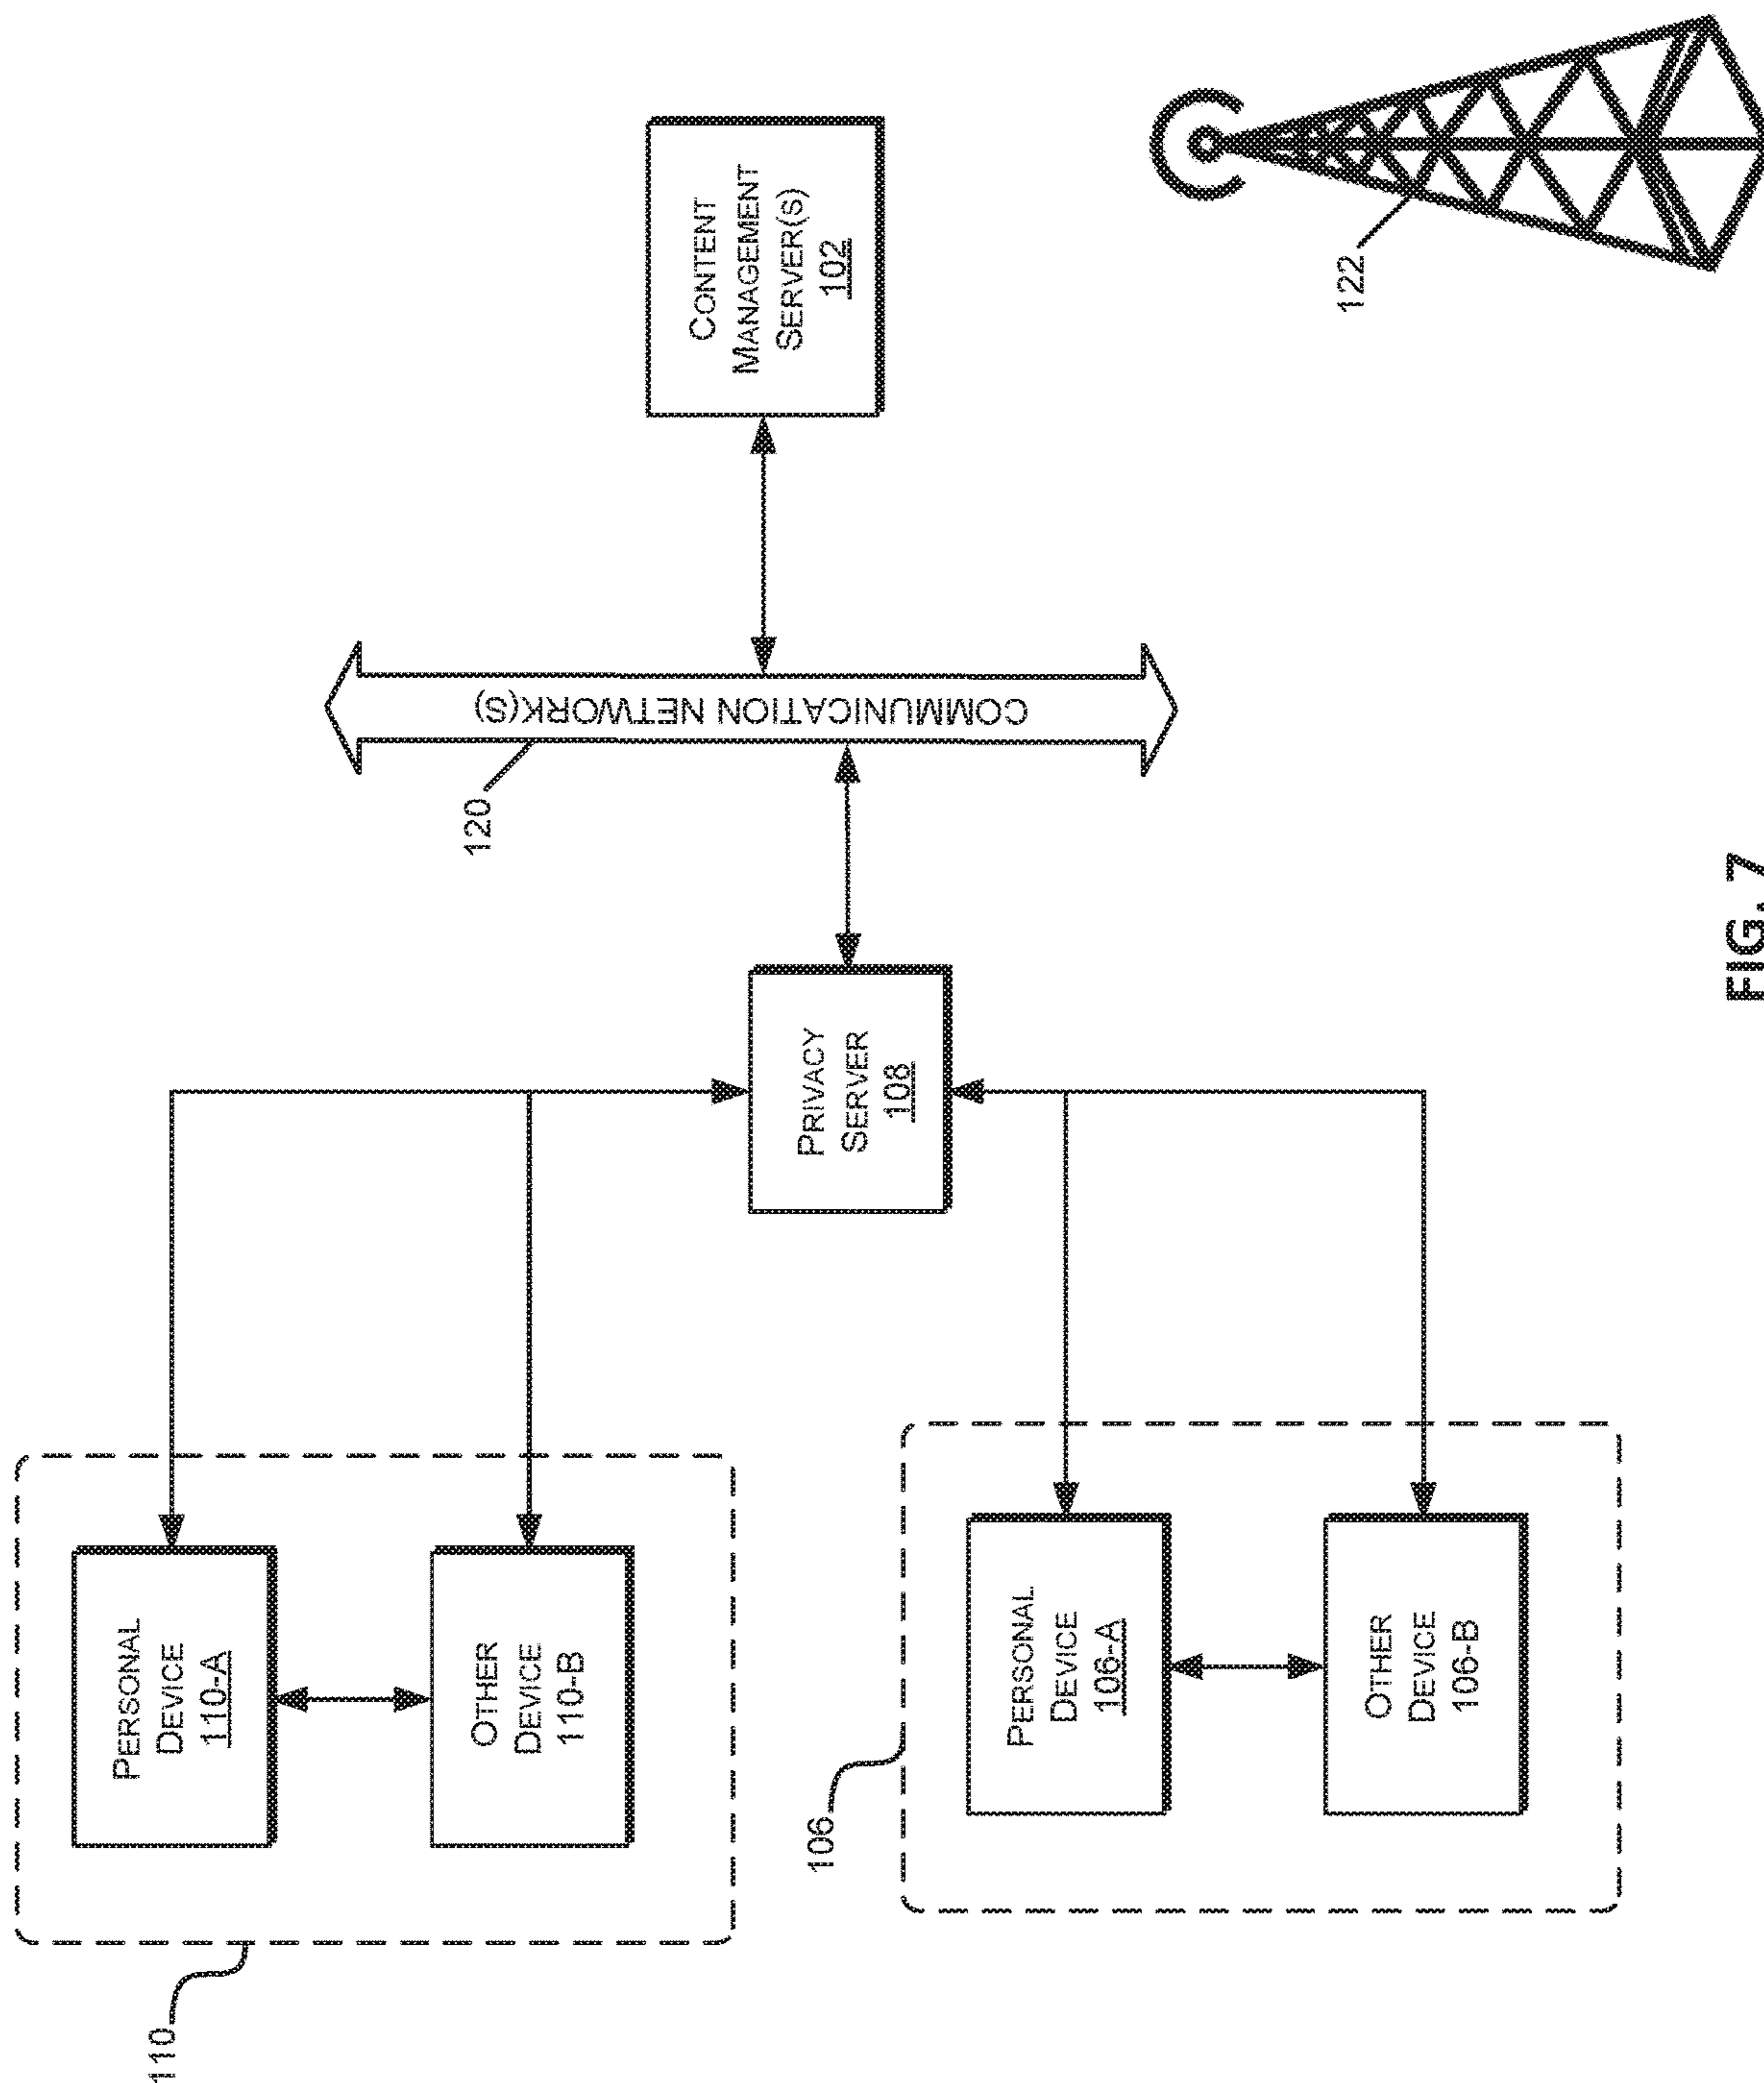 110
PERSONAL
DEVICE
110-A
OTHER
DEVICE
110-B
106
PERSONAL
DEVICE
106-A
OTHER
DEVICE
106-B
PRIVACY
SERVER
108
120
COMMUNICATION NETWORK(S)
CONTENT
MANAGEMENT
SERVER(S)
102
122
FIG. 7